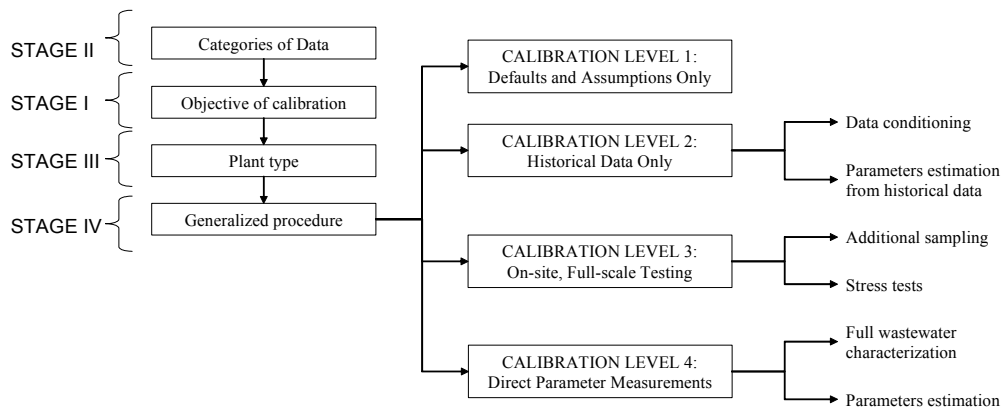 STAGE II
Categories of Data
STAGE I
Objective of calibration
STAGE III
Plant type
STAGE IV
Generalized procedure
CALIBRATION LEVEL 1:
Defaults and Assumptions Only
CALIBRATION LEVEL 2:
Historical Data Only
Data conditioning
Parameters estimation
from historical data
CALIBRATION LEVEL 3:
On-site, Full-scale Testing
Additional sampling
Stress tests
CALIBRATION LEVEL 4:
Direct Parameter Measurements
Full wastewater
characterization
Parameters estimation